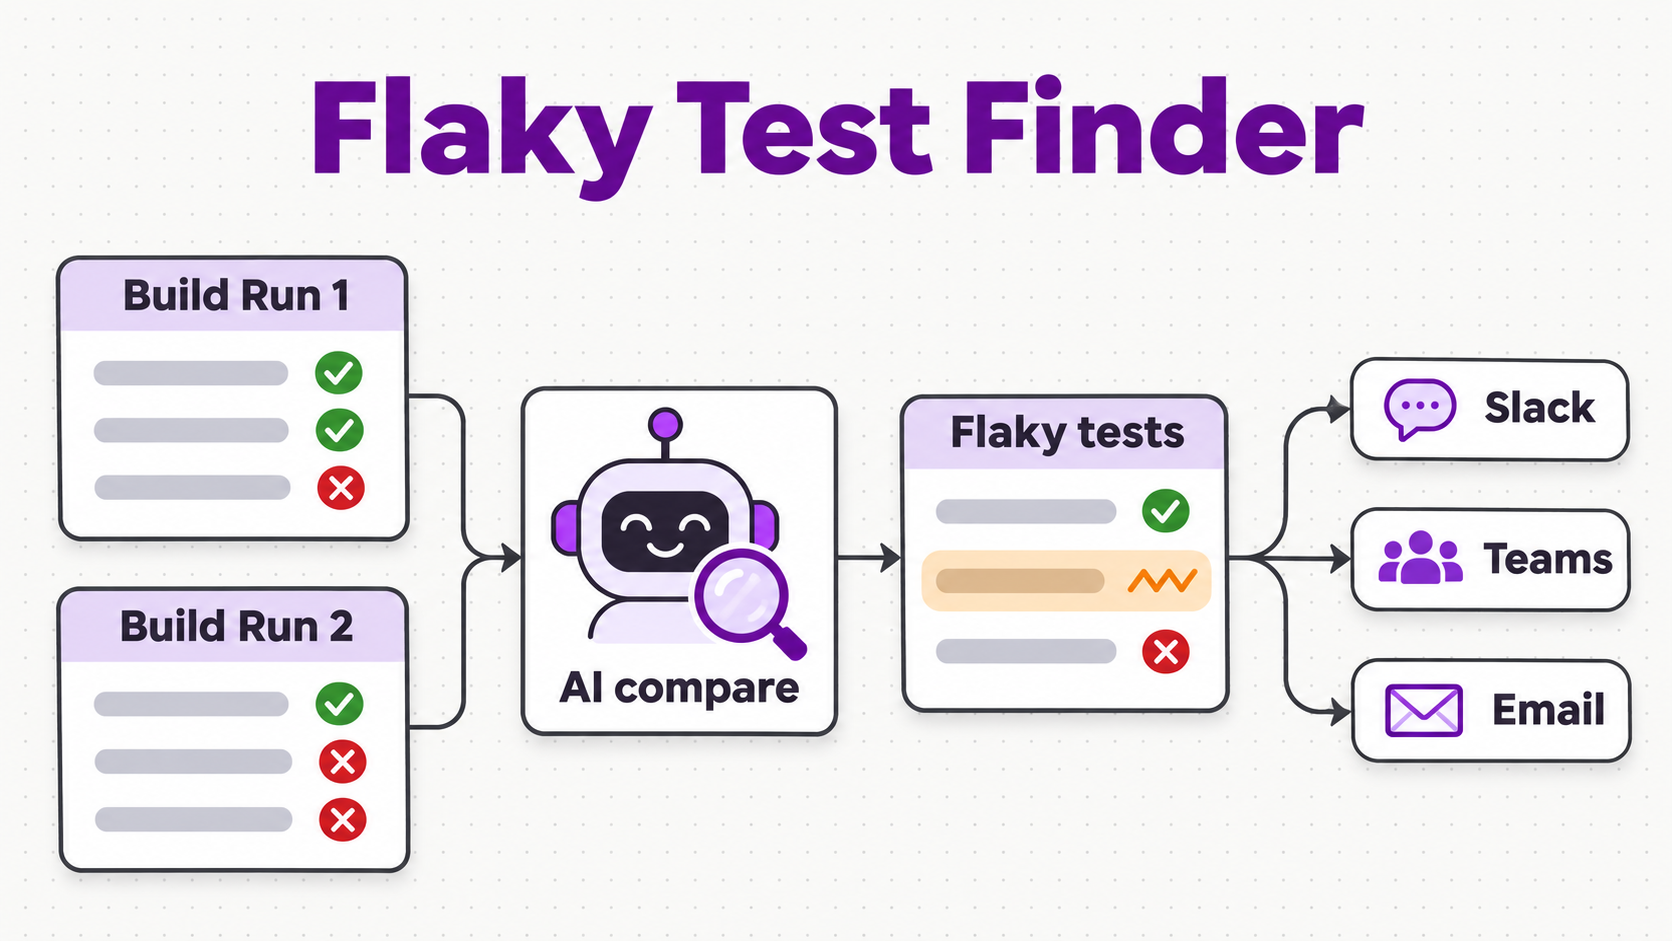 Flaky Test Finder
Build Run 1
Build Run 2
AI compare
Flaky tests
Slack
Teams
Email